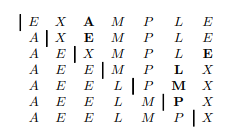 | E X A M P L E
A | X E M P L E
A E | X M P L E
A E E | M P L X
A E E L | P M X
A E E L M | P X
A E E L M P | X